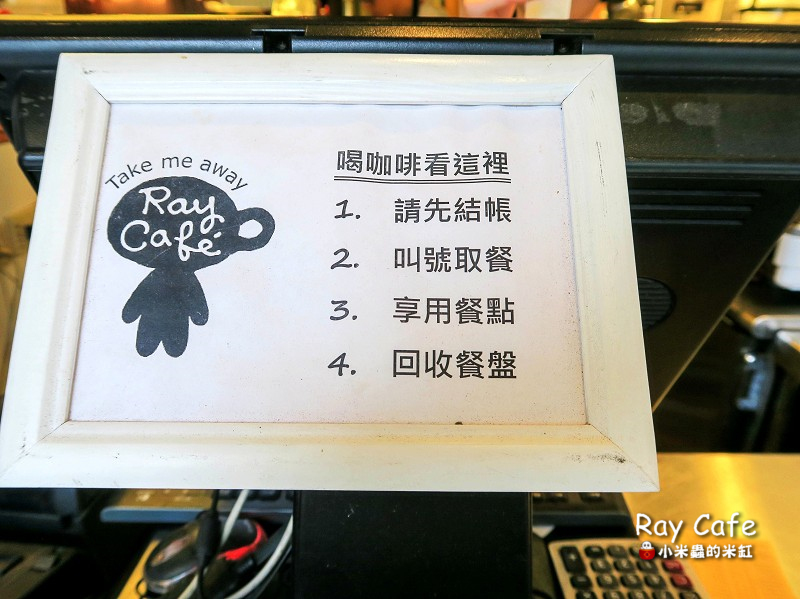 Take me away
Ray
Café
喝咖啡看這裡
1. 請先結帳
2. 叫號取餐
3. 享用餐點
4. 回收餐盤
Ray Cafe
小米蟲的米缸